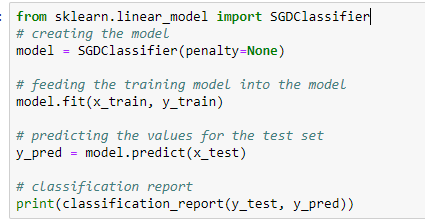 from sklearn.linear_model import SGDClassifier
# creating the model
model = SGDClassifier(penalty=None)
# feeding the training model into the model
model.fit(x_train, y_train)
# predicting the values for the test set
y_pred = model.predict(x_test)
# classification report
print(classification_report(y_test, y_pred))